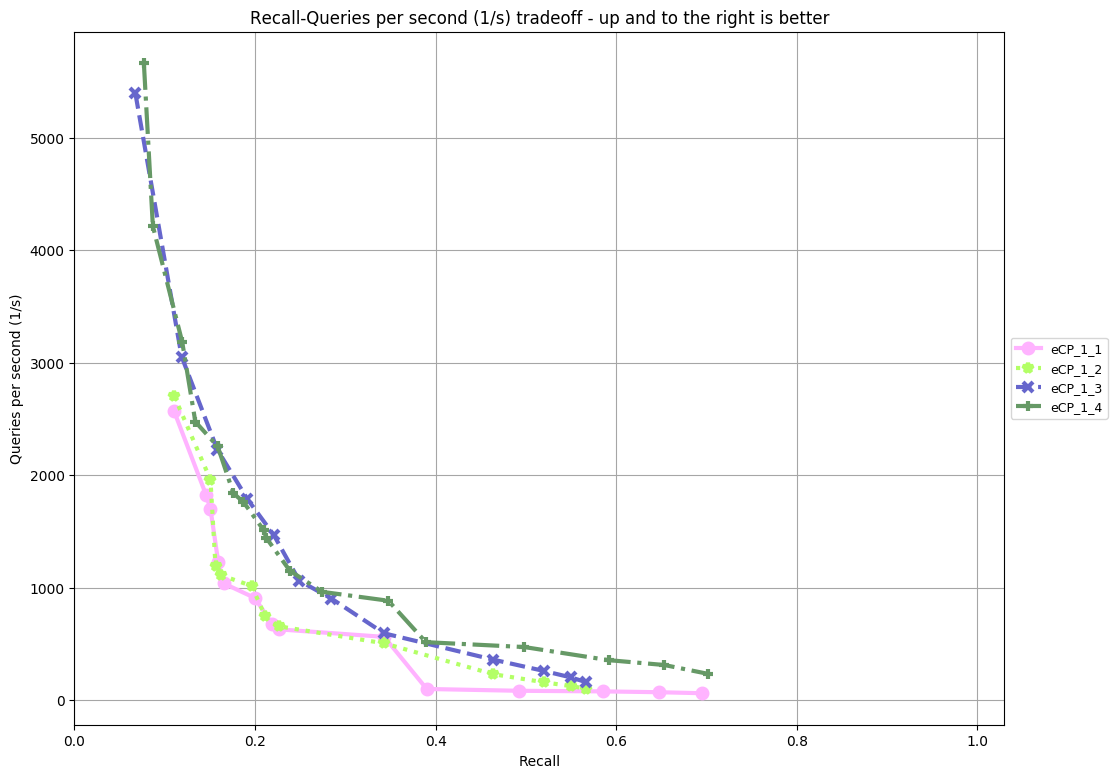 Recall-Queries per second (1/s) tradeoff - up and to the right is better
Queries per second (1/s)
5000
4000
3000
2000
1000
0
0.0 0.2 0.4 0.6 0.8 1.0
Recall
eCP_1_1
eCP_1_2
eCP_1_3
eCP_1_4